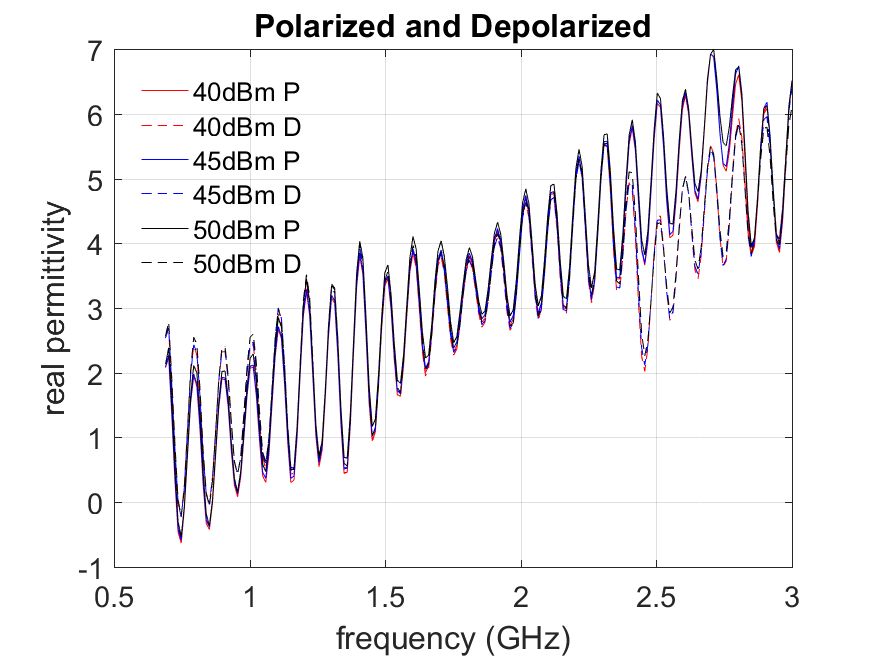 Polarized and Depolarized
7
6
5
4
3
2
1
0
-1
real permittivity
40dBm P
40dBm D
45dBm P
45dBm D
50dBm P
50dBm D
0.5 1 1.5 2 2.5 3
frequency (GHz)